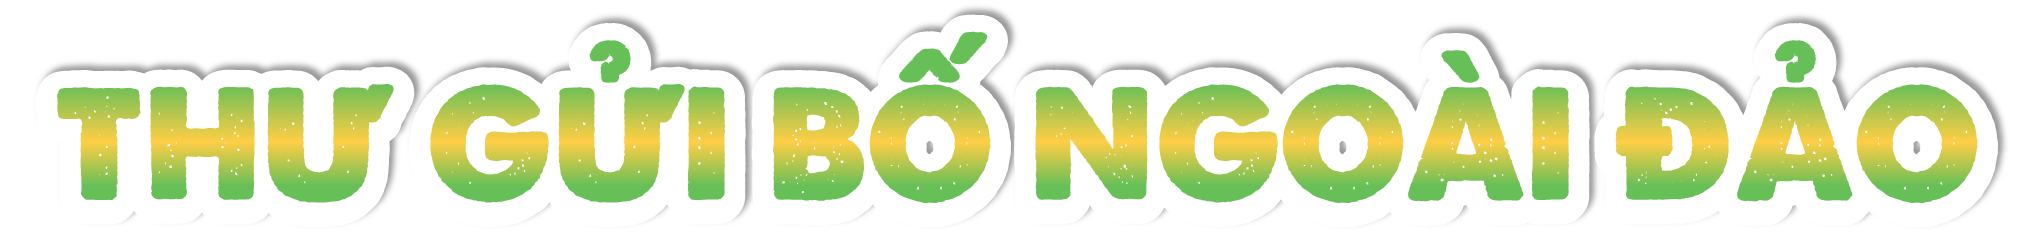 THƯ GỬI BỐ NGOÀI ĐẢO